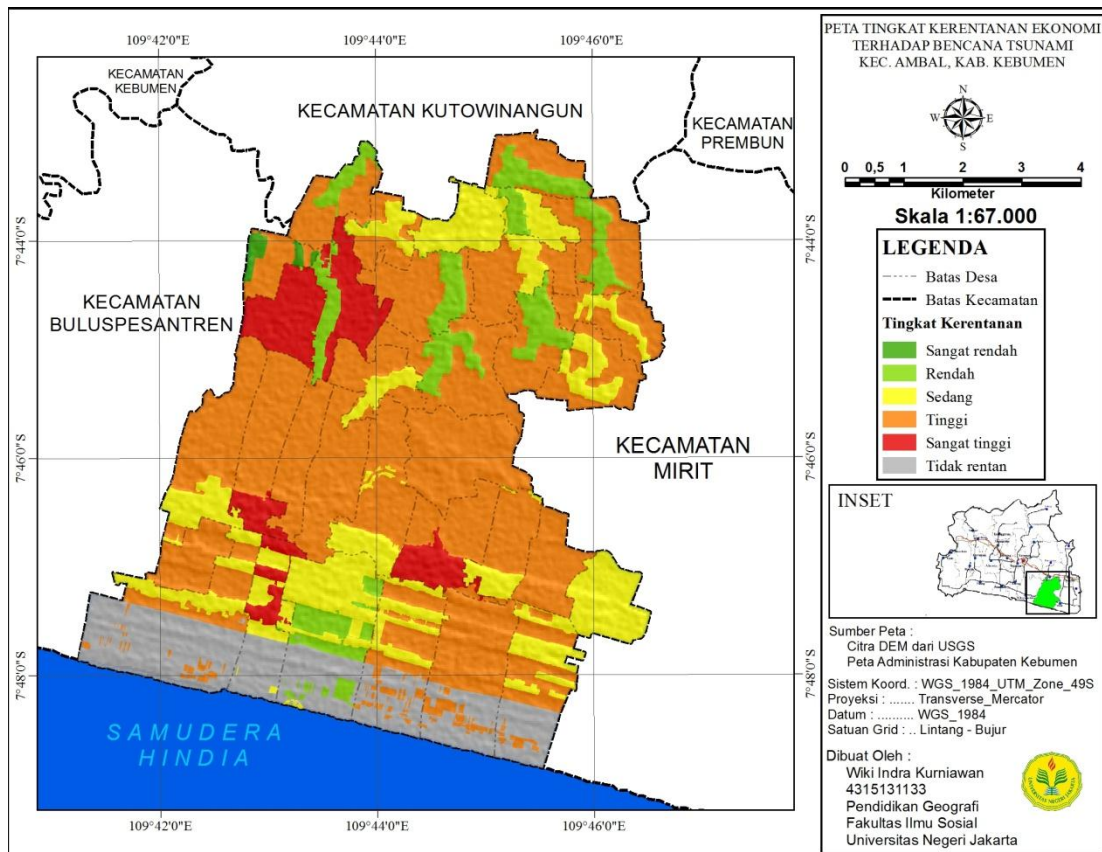 109°42'0"E
109°44'0"E
109°46'0"E
KECAMATAN
KEBUMEN
KECAMATAN KUTOWINANGUN
KECAMATAN
PREMBUN
7°44'0"S
7°44'0"S
KECAMATAN
BULUSPESANTREN
KECAMATAN
MIRIT
7°46'0"S
7°46'0"S
7°48'0"S
7°48'0"S
SAMUDERA
HINDIA
109°42'0"E
109°44'0"E
109°46'0"E
PETA TINGKAT KERENTANAN EKONOMI
TERHADAP BENCANA TSUNAMI
KEC. AMBAL, KAB. KEBUMEN
N
W
E
S
0 0,5 1 2 3 4
Kilometer
Skala 1:67.000
LEGENDA
Batas Desa
Batas Kecamatan
Tingkat Kerentanan
Sangat rendah
Rendah
Sedang
Tinggi
Sangat tinggi
Tidak rentan
INSET
Sumber Peta :
Citra DEM dari USGS
Peta Administrasi Kabupaten Kebumen
Sistem Koord. : WGS_1984_UTM_Zone_49S
Proyeksi : ....... Transverse_Mercator
Datum : .......... WGS_1984
Satuan Grid : .. Lintang - Bujur
Dibuat Oleh :
Wiki Indra Kurniawan
4315131133
Pendidikan Geografi
Fakultas Ilmu Sosial
Universitas Negeri Jakarta